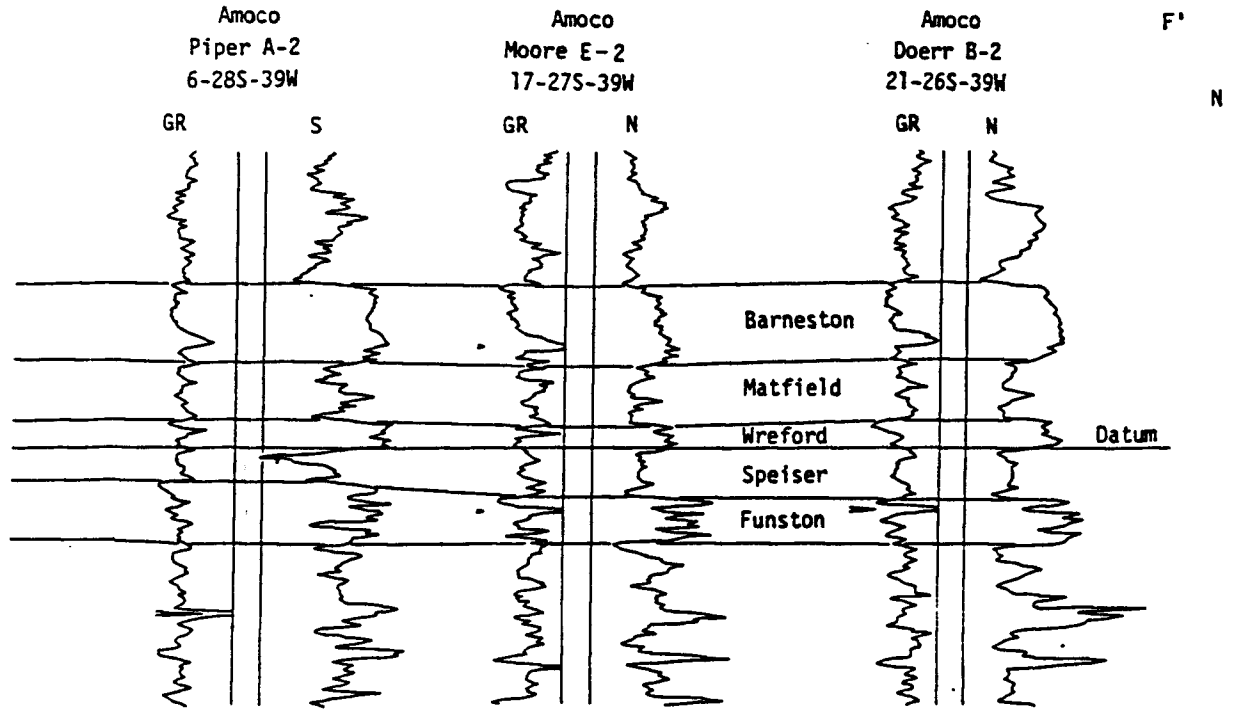 Amoco
Piper A-2
6-28S-39W
Amoco
Moore E-2
17-27S-39W
Amoco
Doerr B-2
21-26S-39W
F'
N
GR S
GR N
GR N
Barneston
Matfield
Wreford
Datum
Speiser
Funston